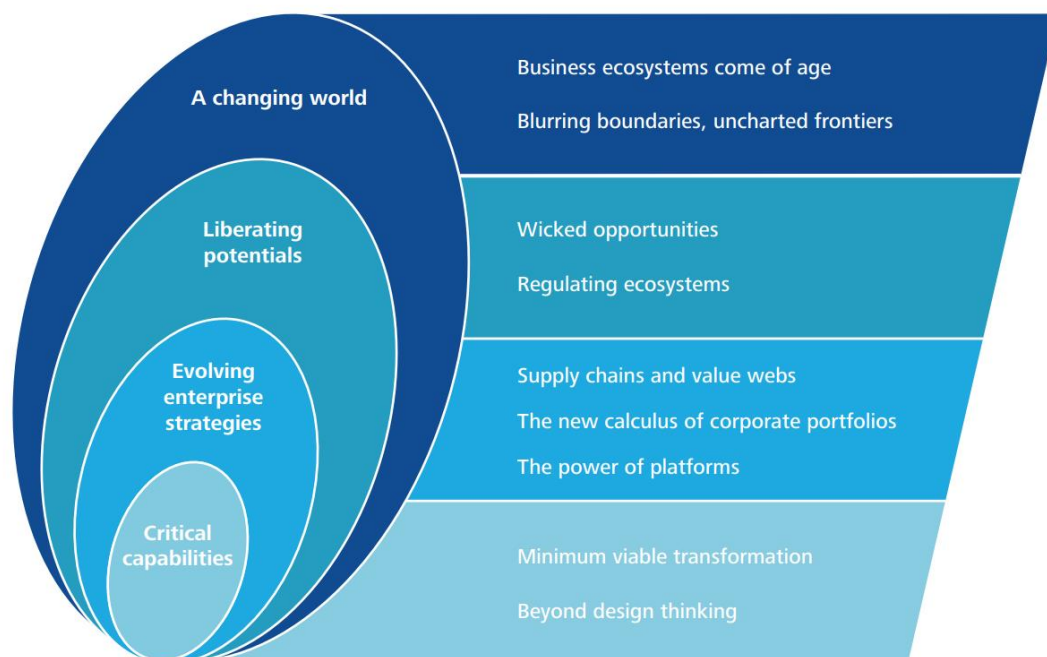 A changing world
Business ecosystems come of age
Blurring boundaries, uncharted frontiers
Liberating
potentials
Wicked opportunities
Regulating ecosystems
Evolving
enterprise
strategies
Supply chains and value webs
The new calculus of corporate portfolios
The power of platforms
Critical
capabilities
Minimum viable transformation
Beyond design thinking